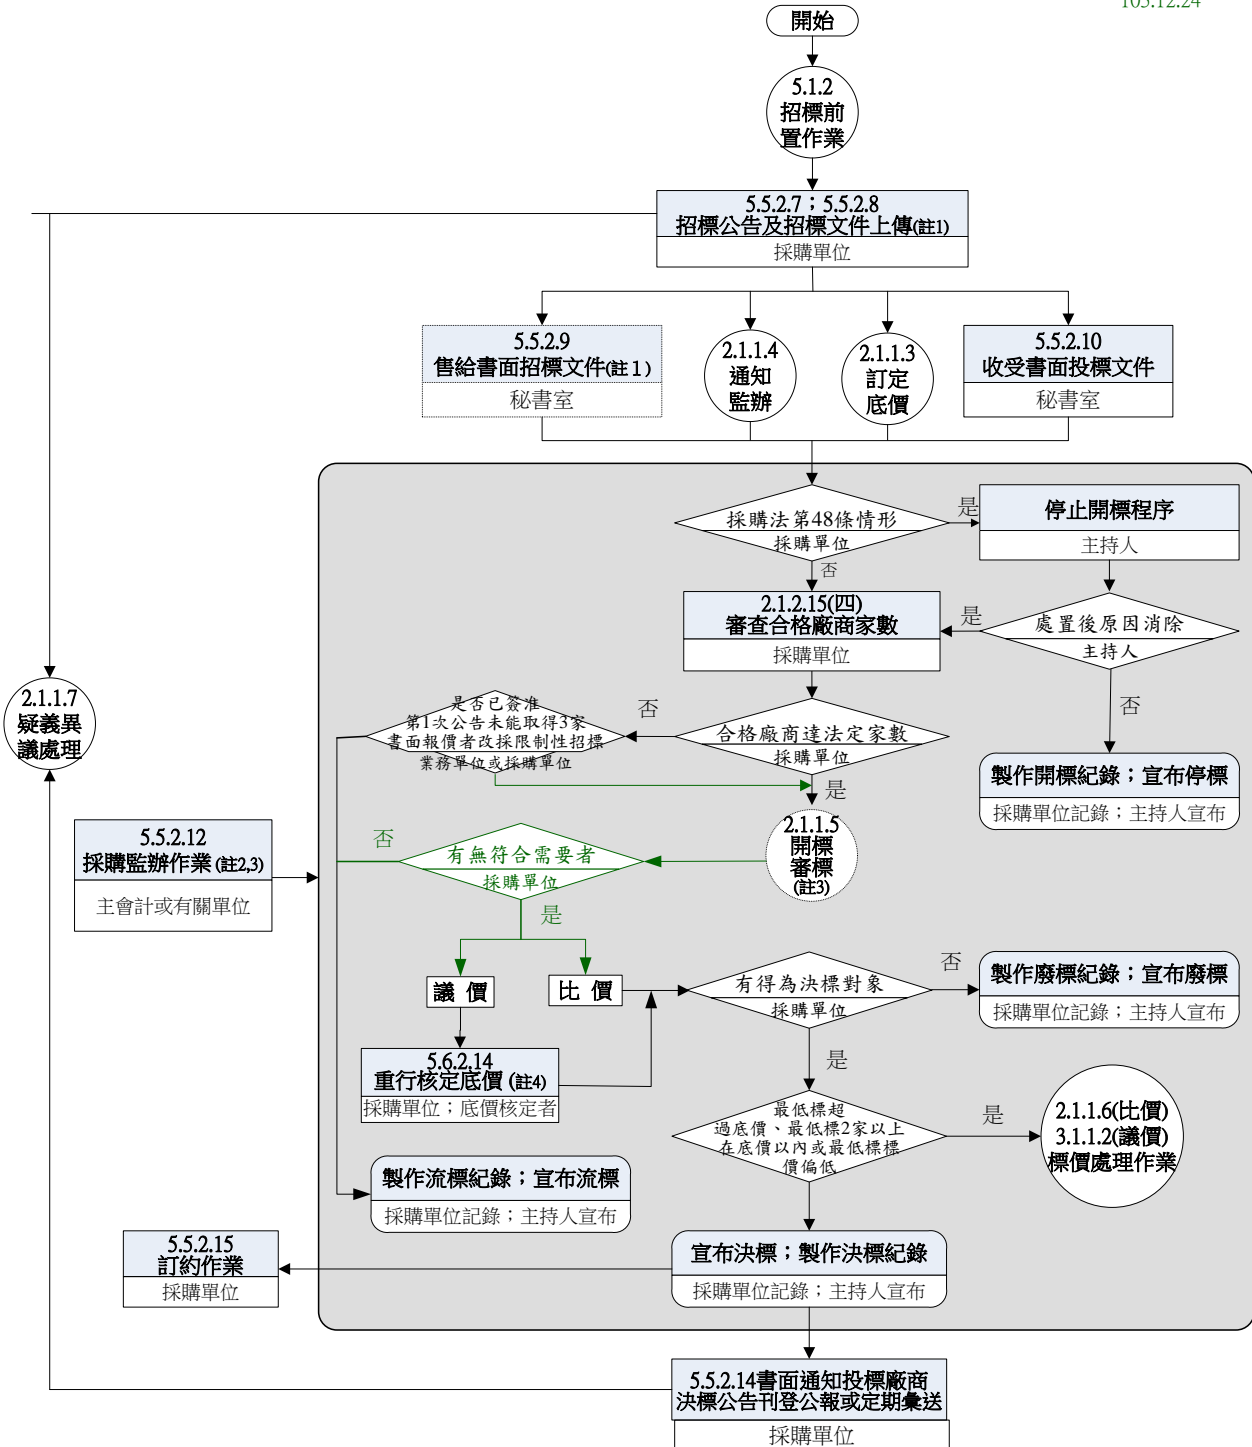 105.12.24
開始
5.1.2
招標前
置作業
5.5.2.7；5.5.2.8
招標公告及招標文件上傳(註1)
採購單位
5.5.2.9
售給書面招標文件(註１)
秘書室
2.1.1.4
通知
監辦
2.1.1.3
訂定
底價
5.5.2.10
收受書面投標文件
秘書室
採購法第48條情形
採購單位
是
停止開標程序
主持人
否
2.1.2.15(四)
審查合格廠商家數
採購單位
是
處置後原因消除
主持人
否
2.1.1.7
疑義異
議處理
是否已簽准
第1次公告未能取得3家
書面報價者改採限制性招標
業務單位或採購單位
否
合格廠商達法定家數
採購單位
是
製作開標紀錄；宣布停標
採購單位記錄；主持人宣布
5.5.2.12
採購監辦作業(註2,3)
主會計或有關單位
否
有無符合需要者
採購單位
2.1.1.5
開標
審標
(註3)
是
議 價
比 價
有得為決標對象
採購單位
否
製作廢標紀錄；宣布廢標
採購單位記錄；主持人宣布
5.6.2.14
重行核定底價(註4)
採購單位；底價核定者
是
最低標超
過底價、最低標2家以上
在底價以內或最低標標
價偏低
是
2.1.1.6(比價)
3.1.1.2(議價)
標價處理作業
製作流標紀錄；宣布流標
採購單位記錄；主持人宣布
5.5.2.15
訂約作業
採購單位
宣布決標；製作決標紀錄
採購單位記錄；主持人宣布
5.5.2.14書面通知投標廠商
決標公告刊登公報或定期彙送
採購單位